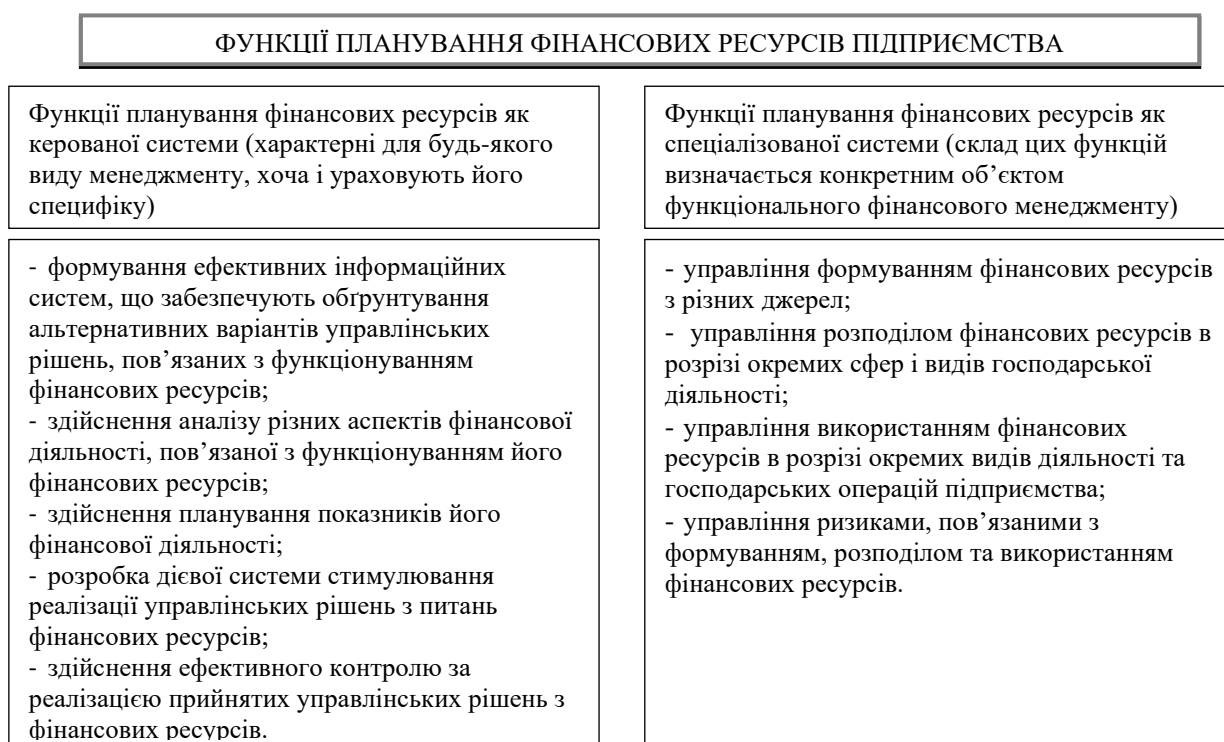 ФУНКЦІЇ ПЛАНУВАННЯ ФІНАНСОВИХ РЕСУРСІВ ПІДПРИЄМСТВА
Функції планування фінансових ресурсів як
керованої системи (характерні для будь-якого
виду менеджменту, хоча і ураховують його
специфіку)
- формування ефективних інформаційних
систем, що забезпечують обґрунтування
альтернативних варіантів управлінських
рішень, пов’язаних з функціонуванням
фінансових ресурсів;
- здійснення аналізу різних аспектів фінансової
діяльності, пов’язаної з функціонуванням його
фінансових ресурсів;
- здійснення планування показників його
фінансової діяльності;
- розробка дієвої системи стимулювання
реалізації управлінських рішень з питань
фінансових ресурсів;
- здійснення ефективного контролю за
реалізацією прийнятих управлінських рішень з
фінансових ресурсів.
Функції планування фінансових ресурсів як
спеціалізованої системи (склад цих функцій
визначається конкретним об’єктом
функціонального фінансового менеджменту)
- управління формуванням фінансових ресурсів
з різних джерел;
- управління розподілом фінансових ресурсів в
розрізі окремих сфер і видів господарської
діяльності;
- управління використанням фінансових
ресурсів в розрізі окремих видів діяльності та
господарських операцій підприємства;
- управління ризиками, пов’язаними з
формуванням, розподілом та використанням
фінансових ресурсів.